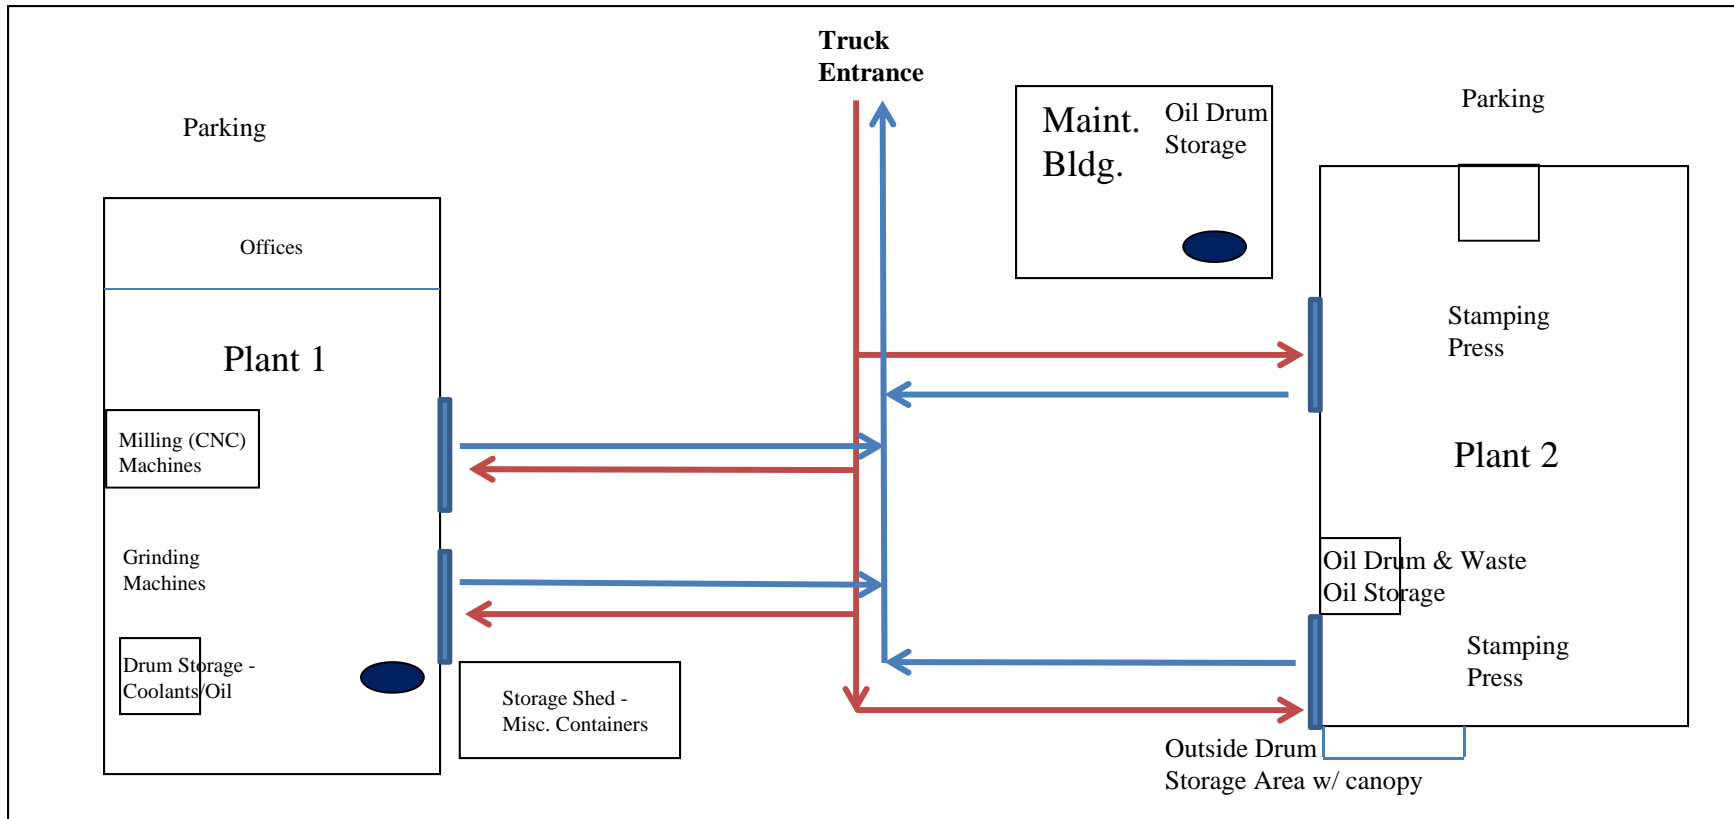 Truck
Entrance
Parking
Parking
Maint.
Bldg.
Oil Drum
Storage
Offices
Plant 1
Stamping
Press
Milling (CNC)
Machines
Plant 2
Grinding
Machines
Oil Drum & Waste
Oil Storage
Drum Storage -
Coolants/Oil
Storage Shed -
Misc. Containers
Stamping
Press
Outside Drum
Storage Area w/ canopy